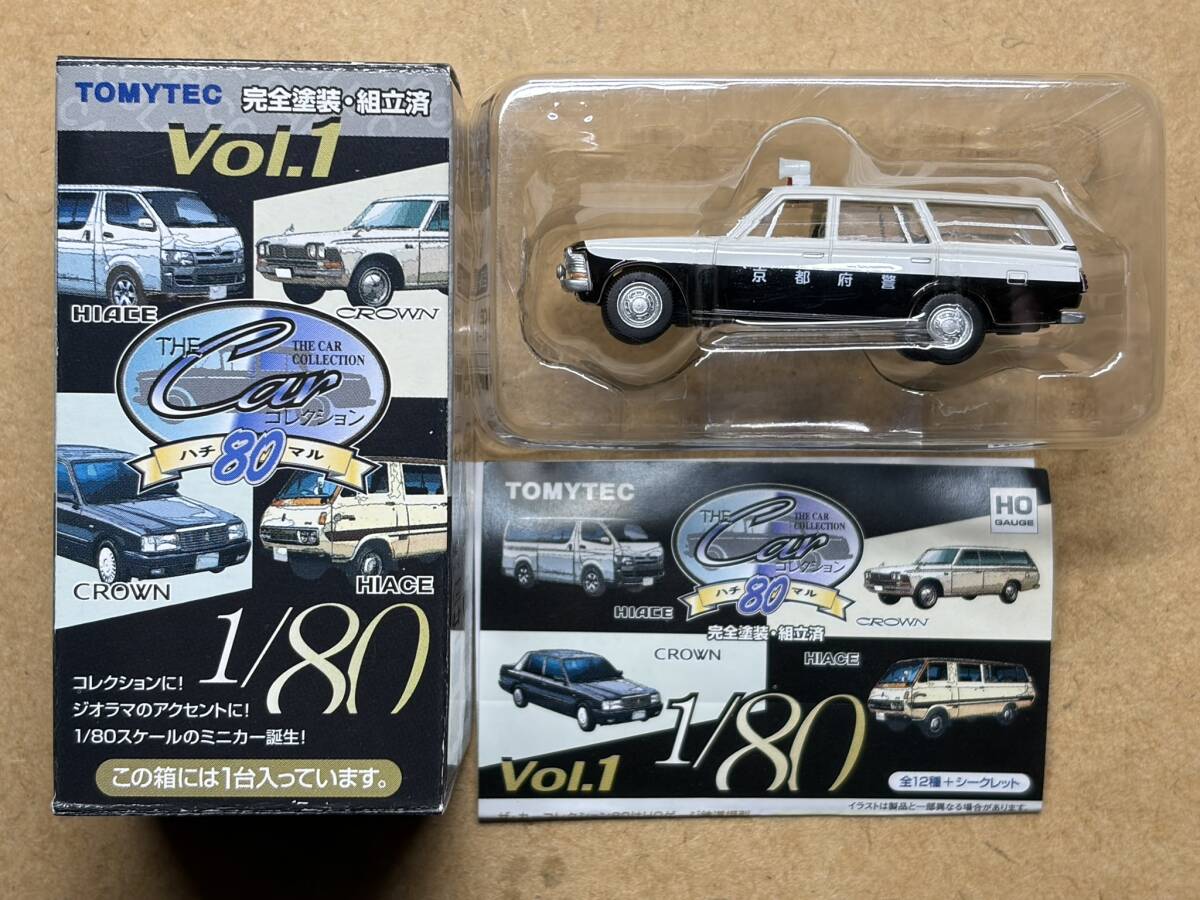 TOMYTEC 完全塗装・組立済
Vol.1
HIACE
CROWN
THE Car
THE CAR
COLLECTION
コレクション
ハチ 80 マル
CROWN
HIACE
1/80
コレクションに!
ジオラマのアクセントに!
1/80スケールのミニカー誕生!
この箱には1台入っています。
京都府警
TOMYTEC
HO
GAUGE
THE Car
THE CAR
COLLECTION
コレクション
ハチ 80 マル
HIACE
CROWN
完全塗装・組立済
CROWN
HIACE
1/80
Vol.1
全12種+シークレット
イラストは製品と一部異なる場合があります。